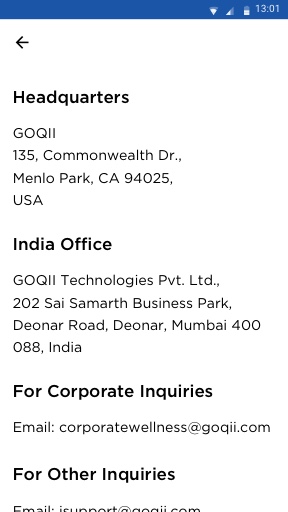 13:01
Headquarters
GOQII
135, Commonwealth Dr.,
Menlo Park, CA 94025,
USA
India Office
GOQII Technologies Pvt. Ltd.,
202 Sai Samarth Business Park,
Deonar Road, Deonar, Mumbai 400
088, India
For Corporate Inquiries
Email: corporatewellness@goqii.com
For Other Inquiries
Email: isupport@goqii.com